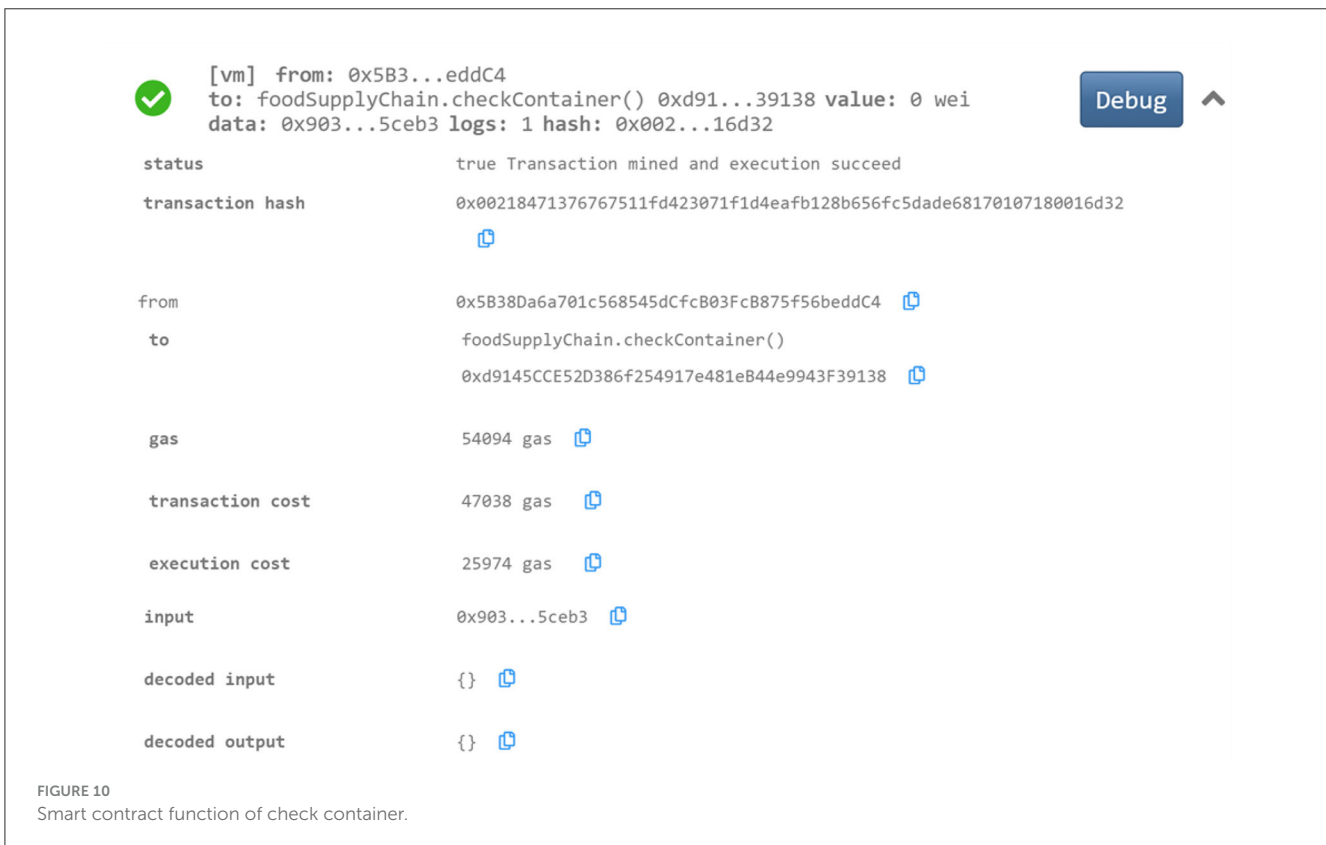 [vm] from: 0x5B3...eddC4
to: foodSupplyChain.checkContainer() 0xd91...39138 value: 0 wei
data: 0x903...5ceb3 logs: 1 hash: 0x002...16d32
Debug
status true Transaction mined and execution succeed
transaction hash 0x00218471376767511fd423071f1d4eafb128b656fc5dade68170107180016d32
from 0x5B38Da6a701c568545dCfcB03FcB875f56beddC4
to foodSupplyChain.checkContainer()
0xd9145CCE52D386f254917e481eB44e9943F39138
gas 54094 gas
transaction cost 47038 gas
execution cost 25974 gas
input 0x903...5ceb3
decoded input {}
decoded output {}
FIGURE 10
Smart contract function of check container.